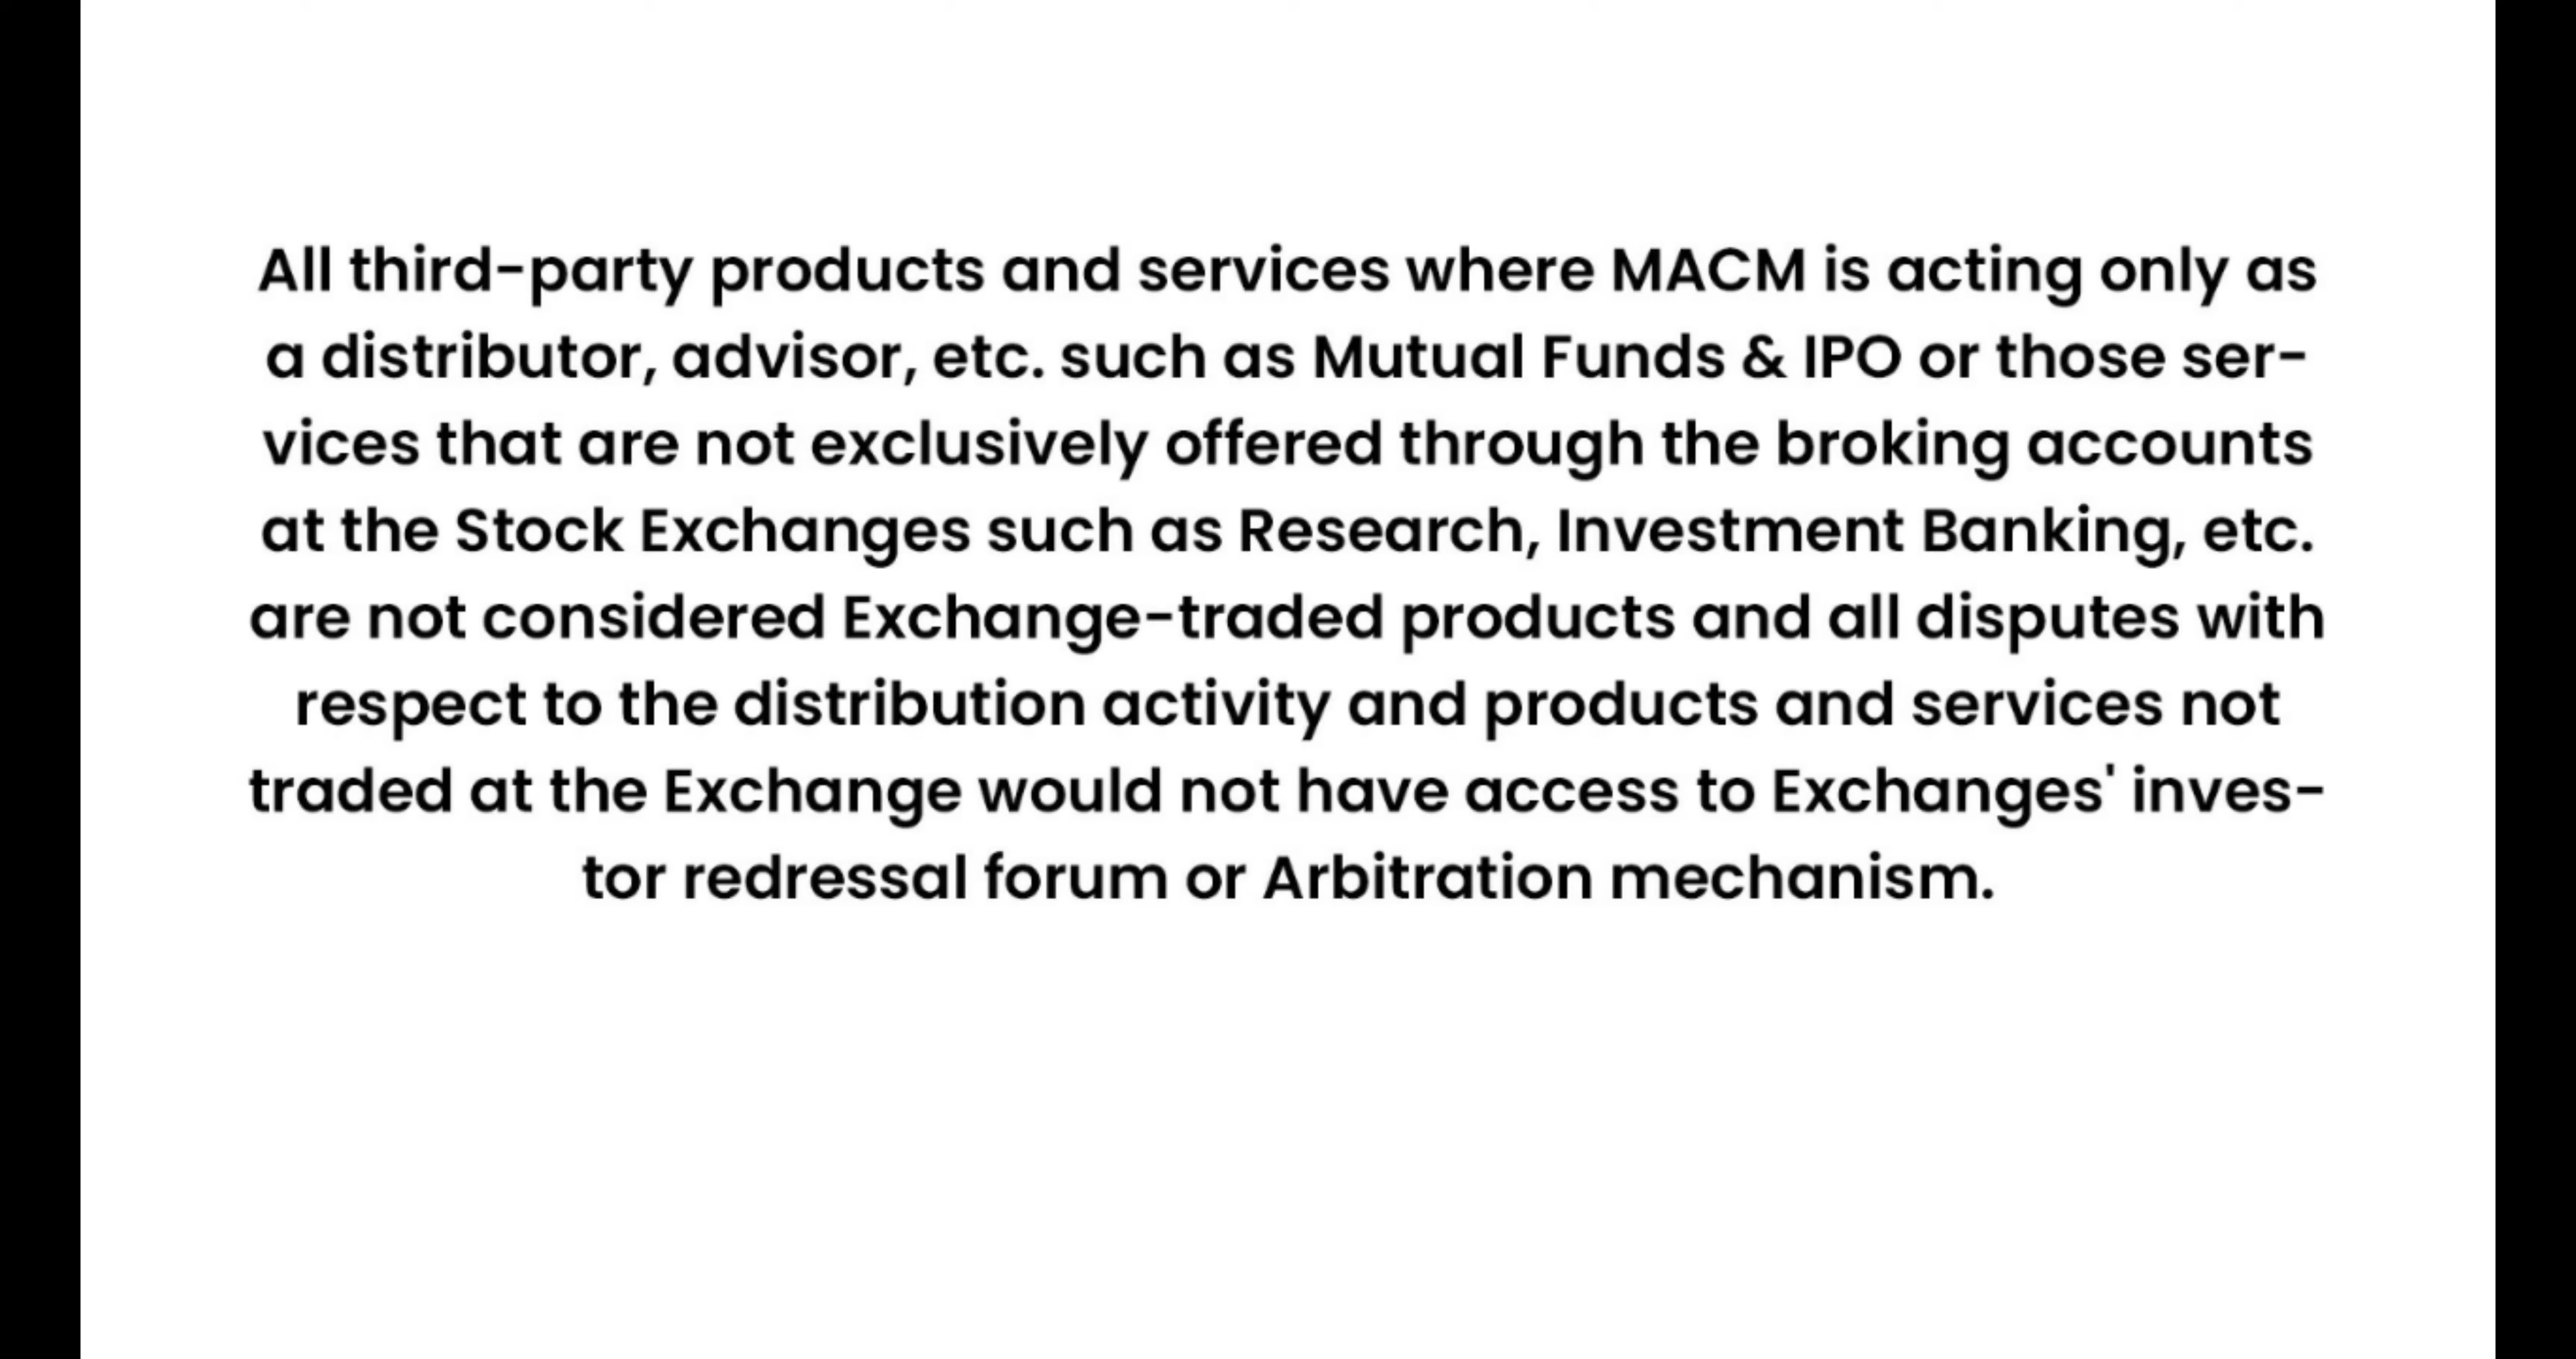 All third-party products and services where MACM is acting only as
a distributor, advisor, etc. such as Mutual Funds & IPO or those ser-
vices that are not exclusively offered through the broking accounts
at the Stock Exchanges such as Research, Investment Banking, etc.
are not considered Exchange-traded products and all disputes with
respect to the distribution activity and products and services not
traded at the Exchange would not have access to Exchanges' inves-
tor redressal forum or Arbitration mechanism.